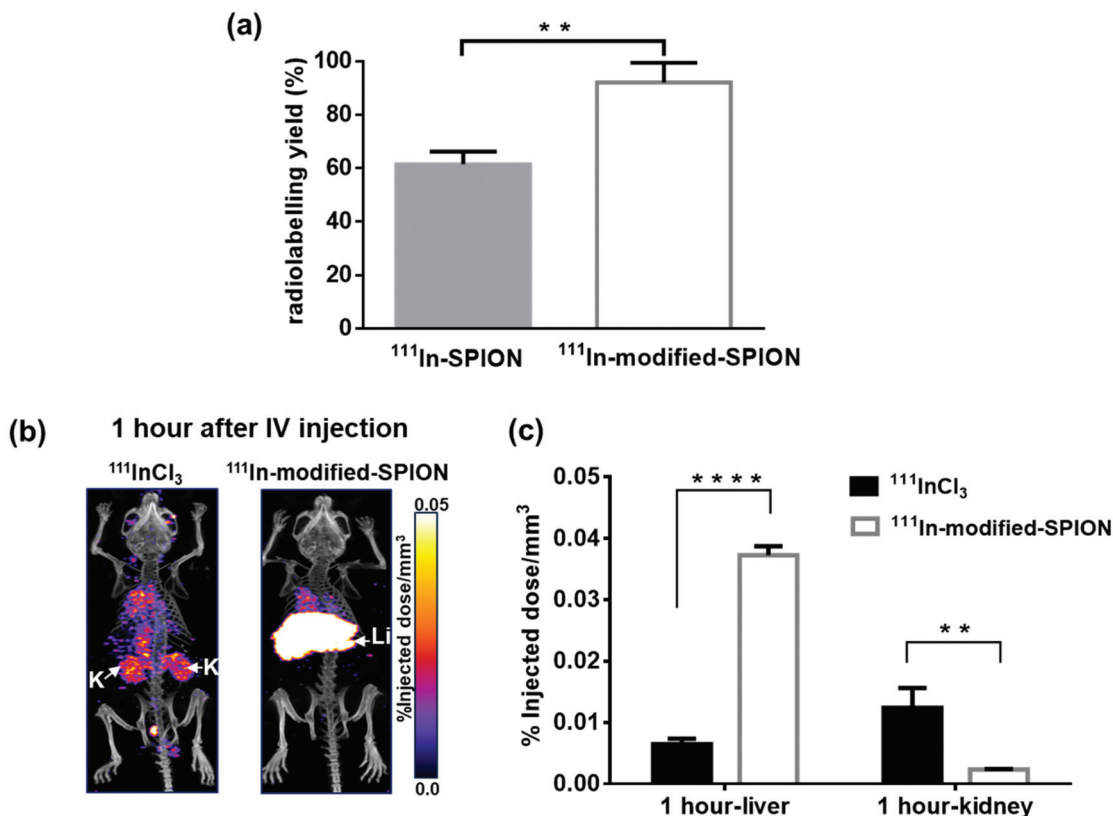 (a)
* *
radiolabelling yield (%)
100
80
60
40
20
0
¹¹¹In-SPION
¹¹¹In-modified-SPION
(b) 1 hour after IV injection
¹¹¹InCl₃
¹¹¹In-modified-SPION
K
K
Li
0.05
%Injected dose/mm³
0.0
(c)
¹¹¹InCl₃
¹¹¹In-modified-SPION
* * * *
* *
% Injected dose/mm³
0.05
0.04
0.03
0.02
0.01
0.00
1 hour-liver
1 hour-kidney